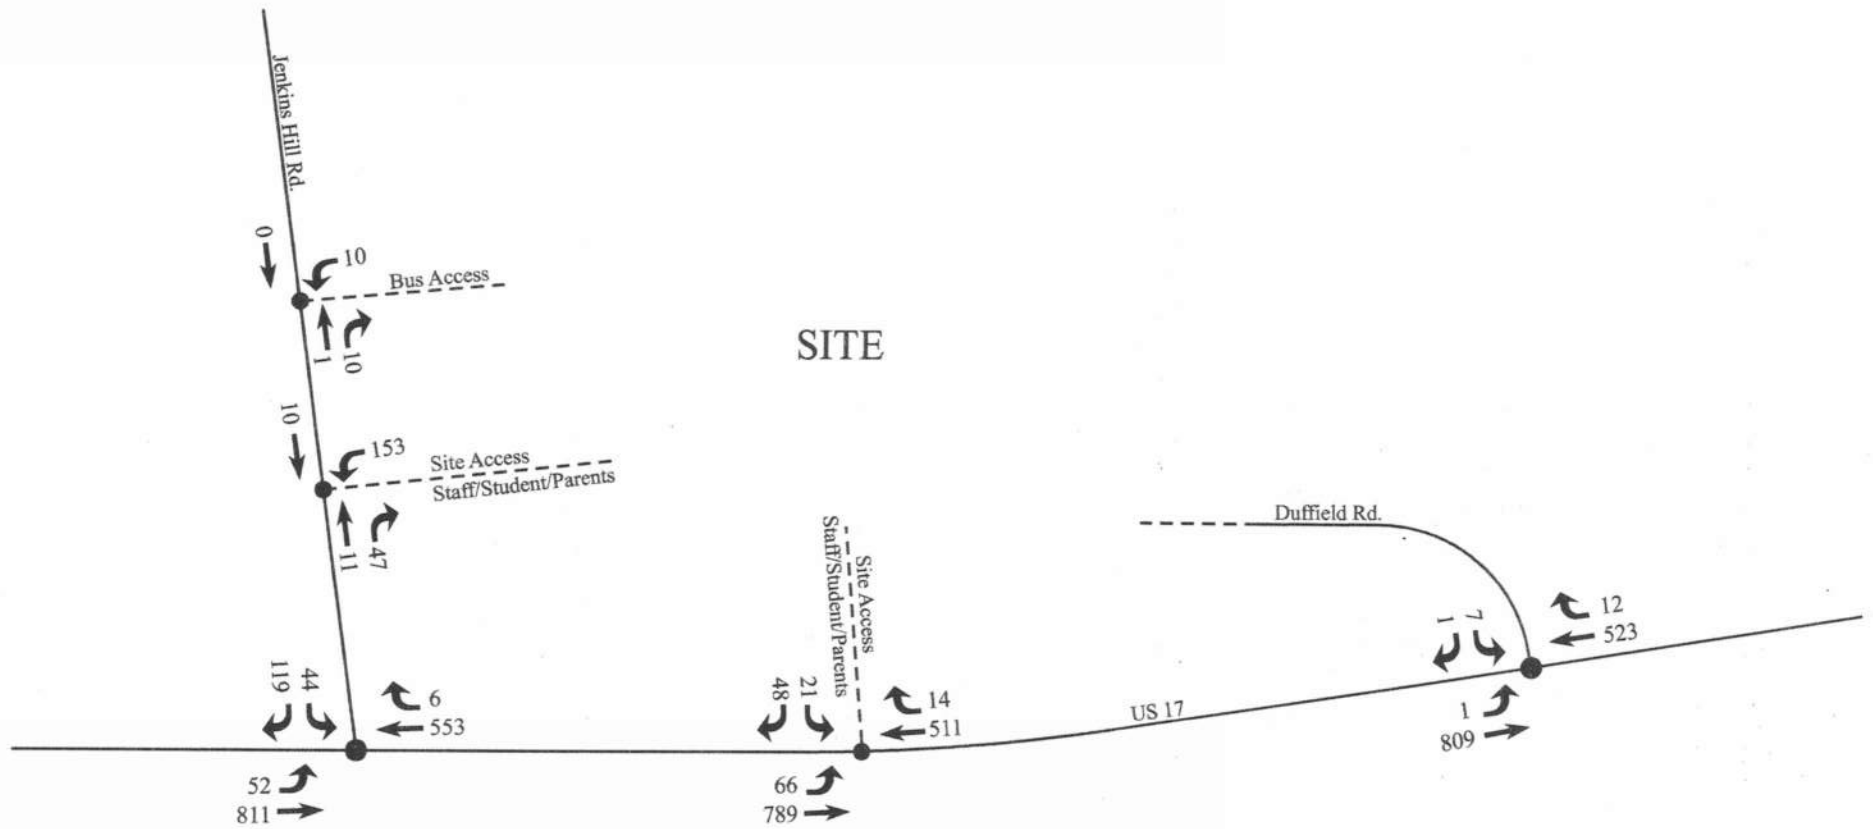 Jenkins Hill Rd.
0
10
Bus Access
1
10
SITE
10
153
Site Access
Staff/Student/Parents
11
47
Duffield Rd.
Site Access
Staff/Student/Parents
12
523
7
1
119
44
6
553
48
21
14
511
US 17
1
809
52
811
66
789